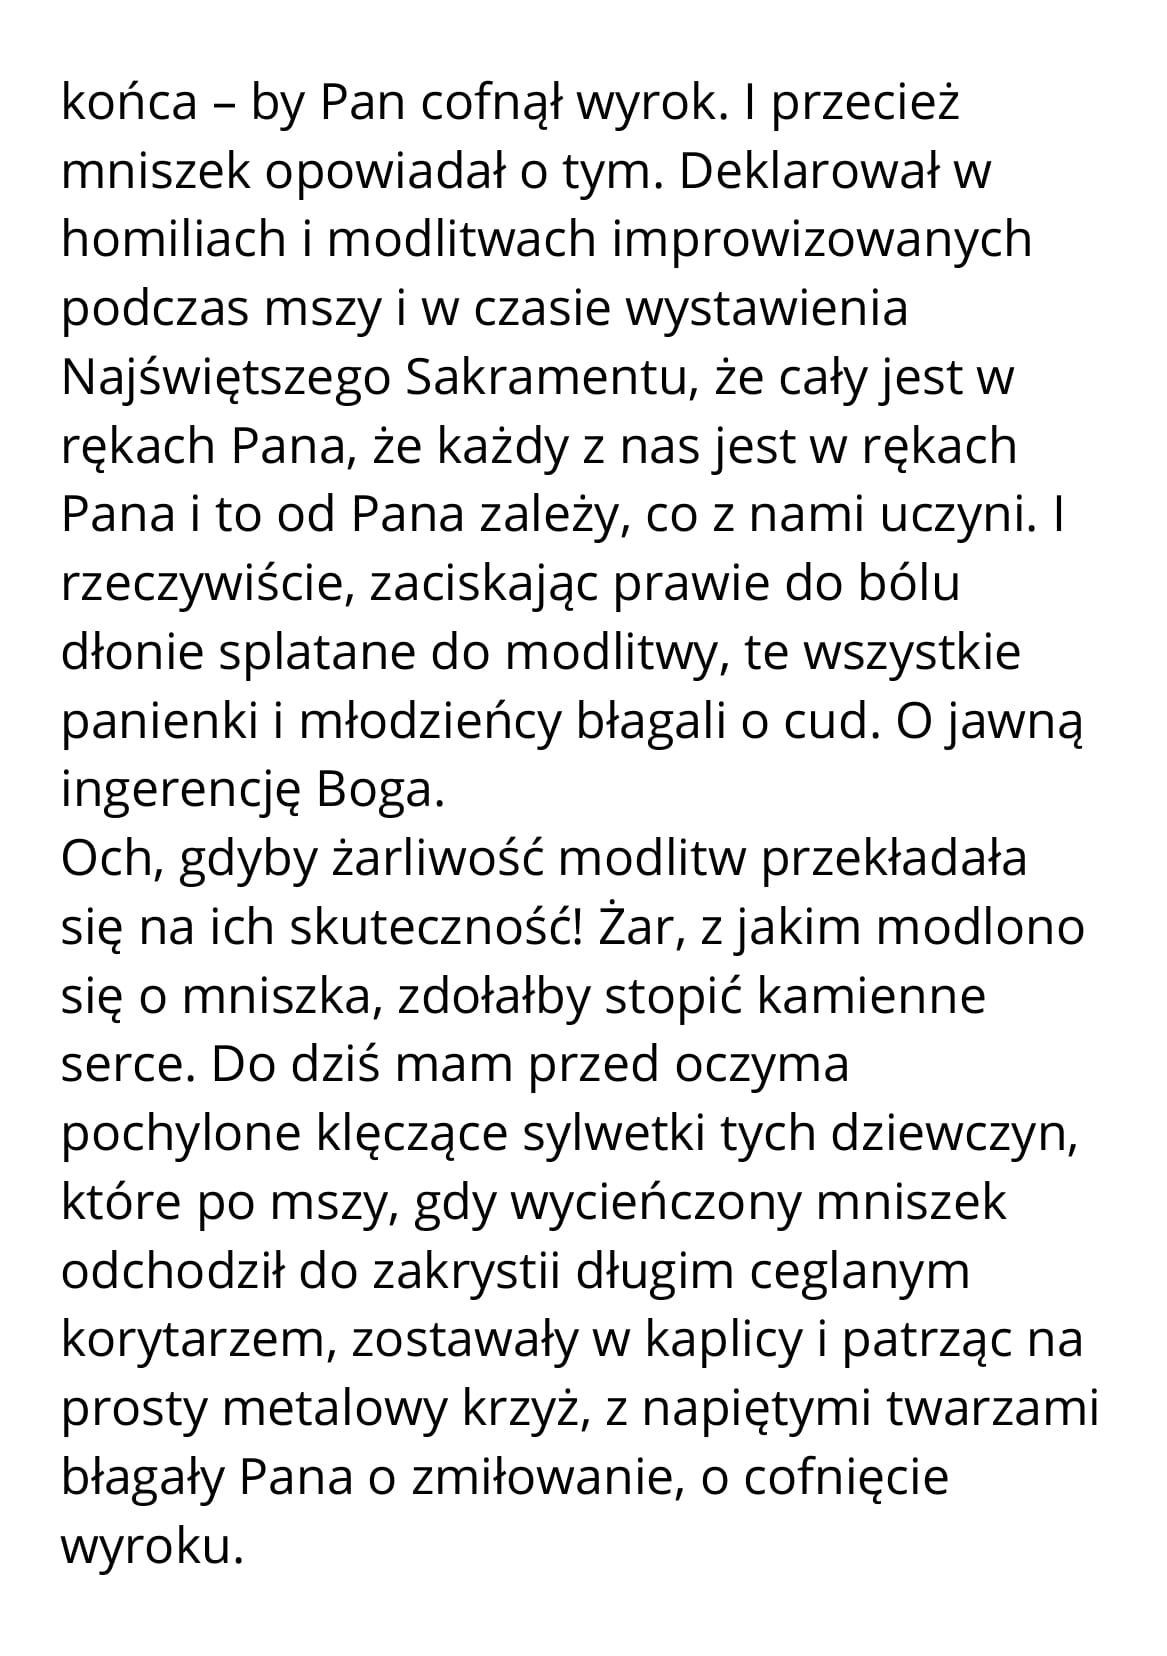 końca – by Pan cofnął wyrok. I przecież
mniszek opowiadał o tym. Deklarował w
homiliach i modlitwach improwizowanych
podczas mszy i w czasie wystawienia
Najświętszego Sakramentu, że cały jest w
rękach Pana, że każdy z nas jest w rękach
Pana i to od Pana zależy, co z nami uczyni. I
rzeczywiście, zaciskając prawie do bólu
dłonie splatane do modlitwy, te wszystkie
panienki i młodzieńcy błagali o cud. O jawną
ingerencję Boga.
Och, gdyby żarliwość modlitw przekładała
się na ich skuteczność! Żar, z jakim modlono
się o mniszka, zdołałby stopić kamienne
serce. Do dziś mam przed oczyma
pochylone klęczące sylwetki tych dziewczyn,
które po mszy, gdy wycieńczony mniszek
odchodził do zakrystii długim ceglanym
korytarzem, zostawały w kaplicy i patrząc na
prosty metalowy krzyż, z napiętymi twarzami
błagały Pana o zmiłowanie, o cofnięcie
wyroku.